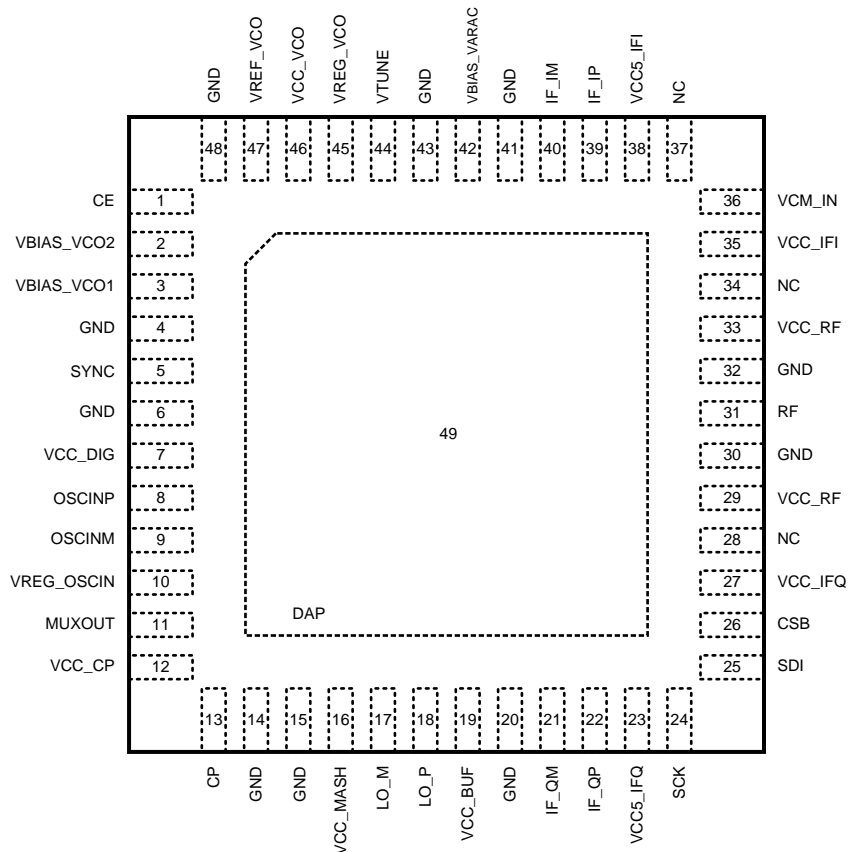 GND VREF_VCO VCC_VCO VREG_VCO VTUNE GND VBIAS_VARAC GND IF_IM IF_IP VCC5_IFI NC
48 47 46 45 44 43 42 41 40 39 38 37
CE 1 36 VCM_IN
VBIAS_VCO2 2 35 VCC_IFI
VBIAS_VCO1 3 34 NC
GND 4 33 VCC_RF
SYNC 5 32 GND
GND 6 31 RF
49
VCC_DIG 7 30 GND
OSCINP 8 29 VCC_RF
OSCINM 9 28 NC
VREG_OSCIN 10 27 VCC_IFQ
MUXOUT 11 DAP 26 CSB
VCC_CP 12 25 SDI
13 14 15 16 17 18 19 20 21 22 23 24
CP GND GND VCC_MASH LO_M LO_P VCC_BUF GND IF_QM IF_QP VCC5_IFQ SCK